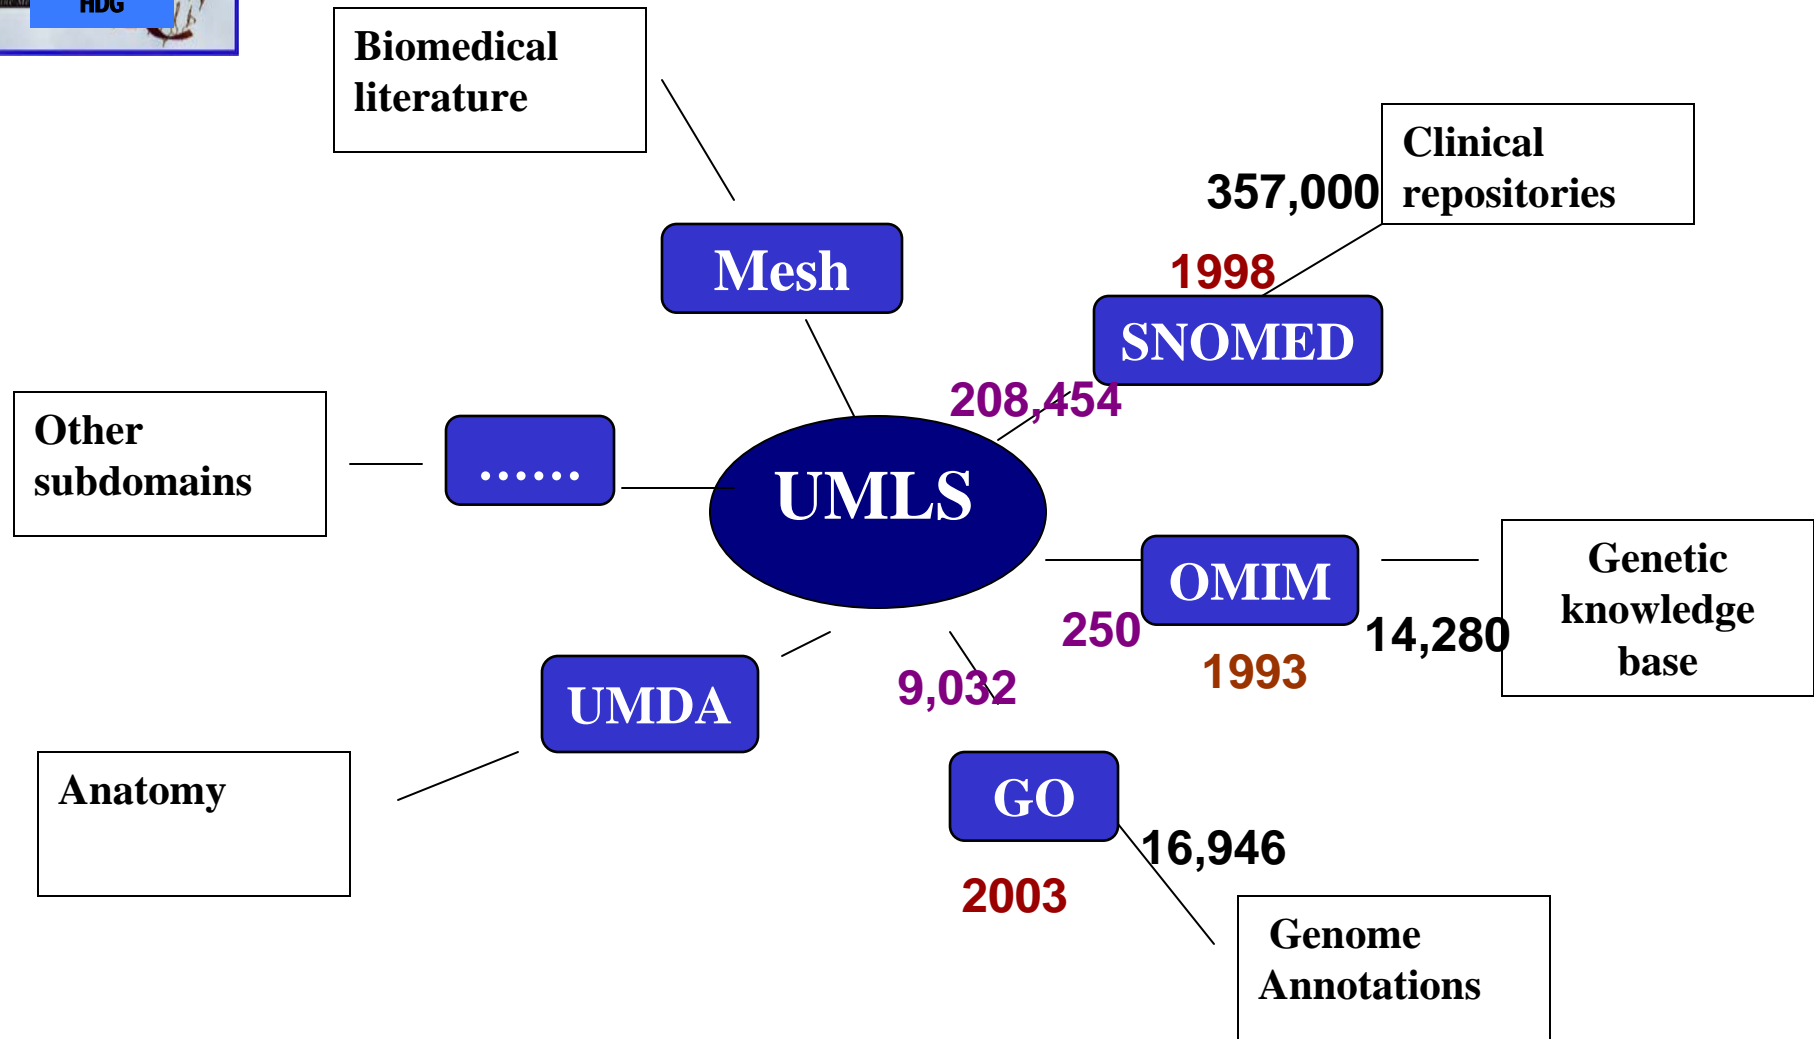 HDG
Biomedical
literature
Clinical
repositories
357,000
Mesh
1998
SNOMED
208,454
Other
subdomains
......
UMLS
Genetic
knowledge
base
OMIM
250
14,280
1993
9,032
UMDA
Anatomy
GO
16,946
2003
Genome
Annotations